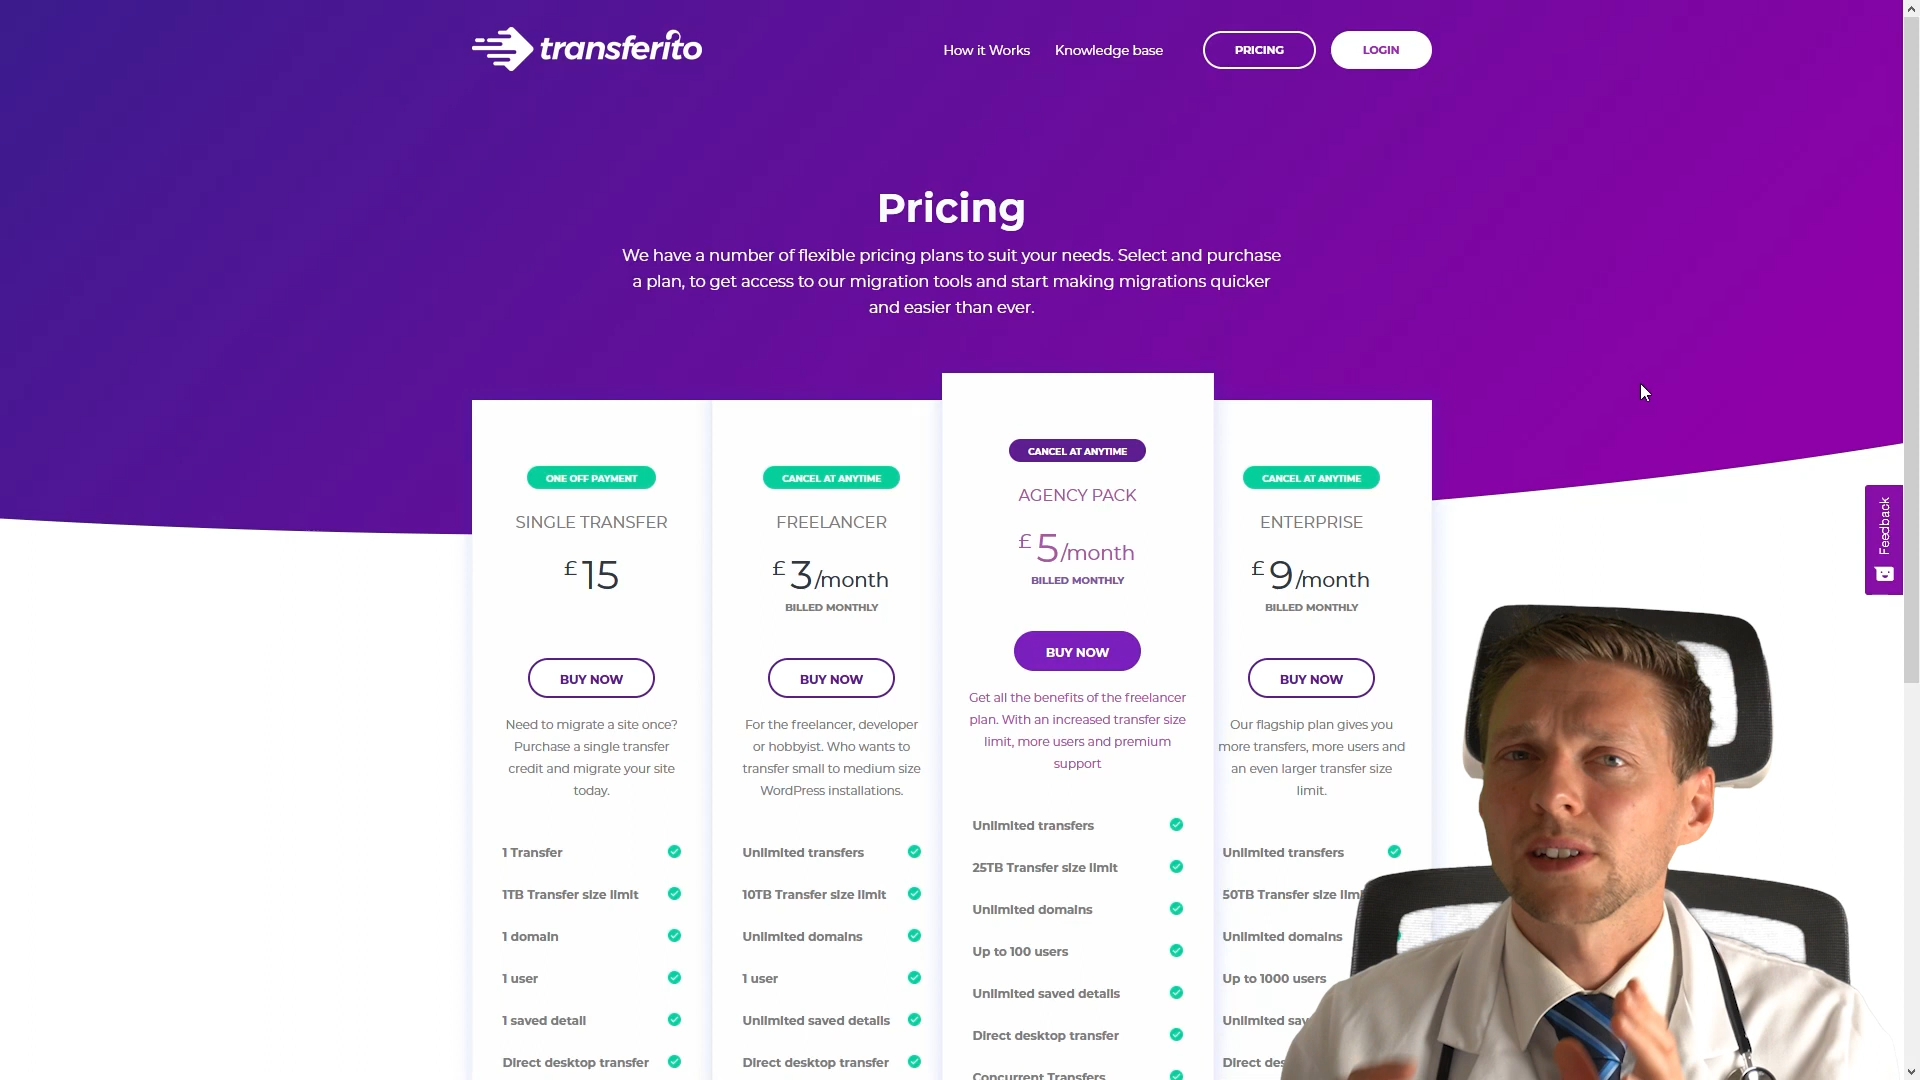 transferito
How it Works
Knowledge base
PRICING
LOGIN
Pricing
We have a number of flexible pricing plans to suit your needs. Select and purchase
a plan, to get access to our migration tools and start making migrations quicker
and easier than ever.
ONE OFF PAYMENT
SINGLE TRANSFER
£15
BUY NOW
Need to migrate a site once?
Purchase a single transfer
credit and migrate your site
today.
1 Transfer
1TB Transfer size limit
1 domain
1 user
1 saved detail
Direct desktop transfer
CANCEL AT ANYTIME
FREELANCER
£3/month
BILLED MONTHLY
BUY NOW
For the freelancer, developer
or hobbyist. Who wants to
transfer small to medium size
WordPress installations.
Unlimited transfers
10TB Transfer size limit
Unlimited domains
1 user
Unlimited saved details
Direct desktop transfer
CANCEL AT ANYTIME
AGENCY PACK
£5/month
BILLED MONTHLY
BUY NOW
Get all the benefits of the freelancer
plan. With an increased transfer size
limit, more users and premium
support
Unlimited transfers
25TB Transfer size limit
Unlimited domains
Up to 100 users
Unlimited saved details
Direct desktop transfer
Concurrent Transfers
CANCEL AT ANYTIME
ENTERPRISE
£9/month
BILLED MONTHLY
BUY NOW
Our flagship plan gives you
more transfers, more users and
an even larger transfer size
limit.
Unlimited transfers
50TB Transfer size
Unlimited domains
Up to 1000 users
Unlimited
Direct
Feedback